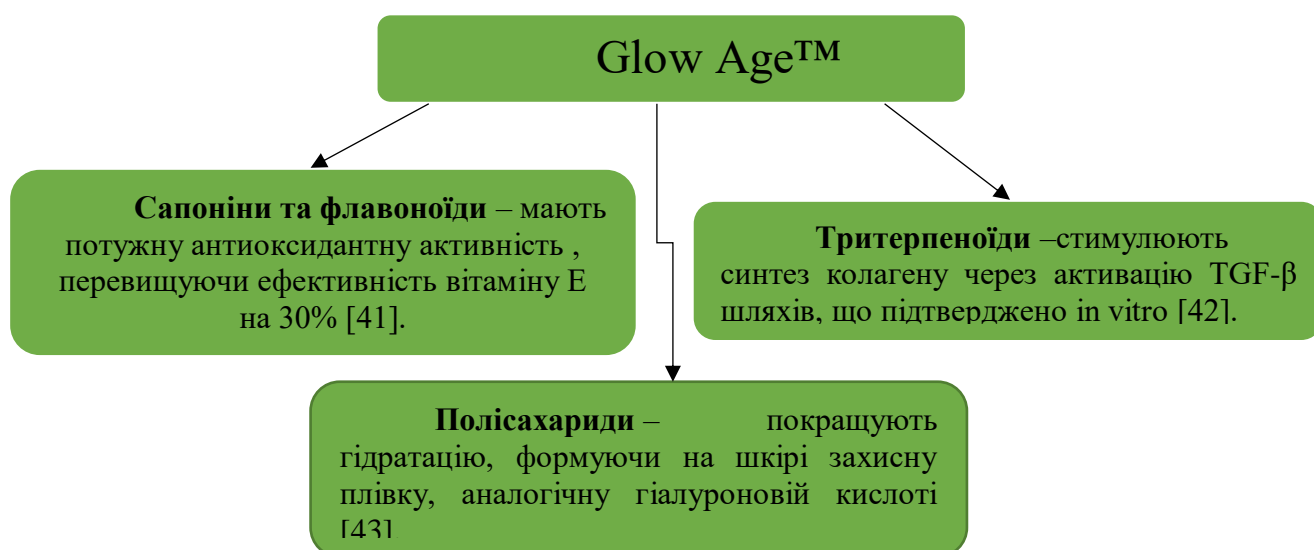 Glow Age™
Сапоніни та флавоноїди – мають
потужну антиоксидантну активність ,
перевищуючи ефективність вітаміну Е
на 30% [41].
Тритерпеноїди –стимулюють
синтез колагену через активацію TGF-β
шляхів, що підтверджено in vitro [42].
Полісахариди – покращують
гідратацію, формуючи на шкірі захисну
плівку, аналогічну гіалуроновій кислоті
[43]